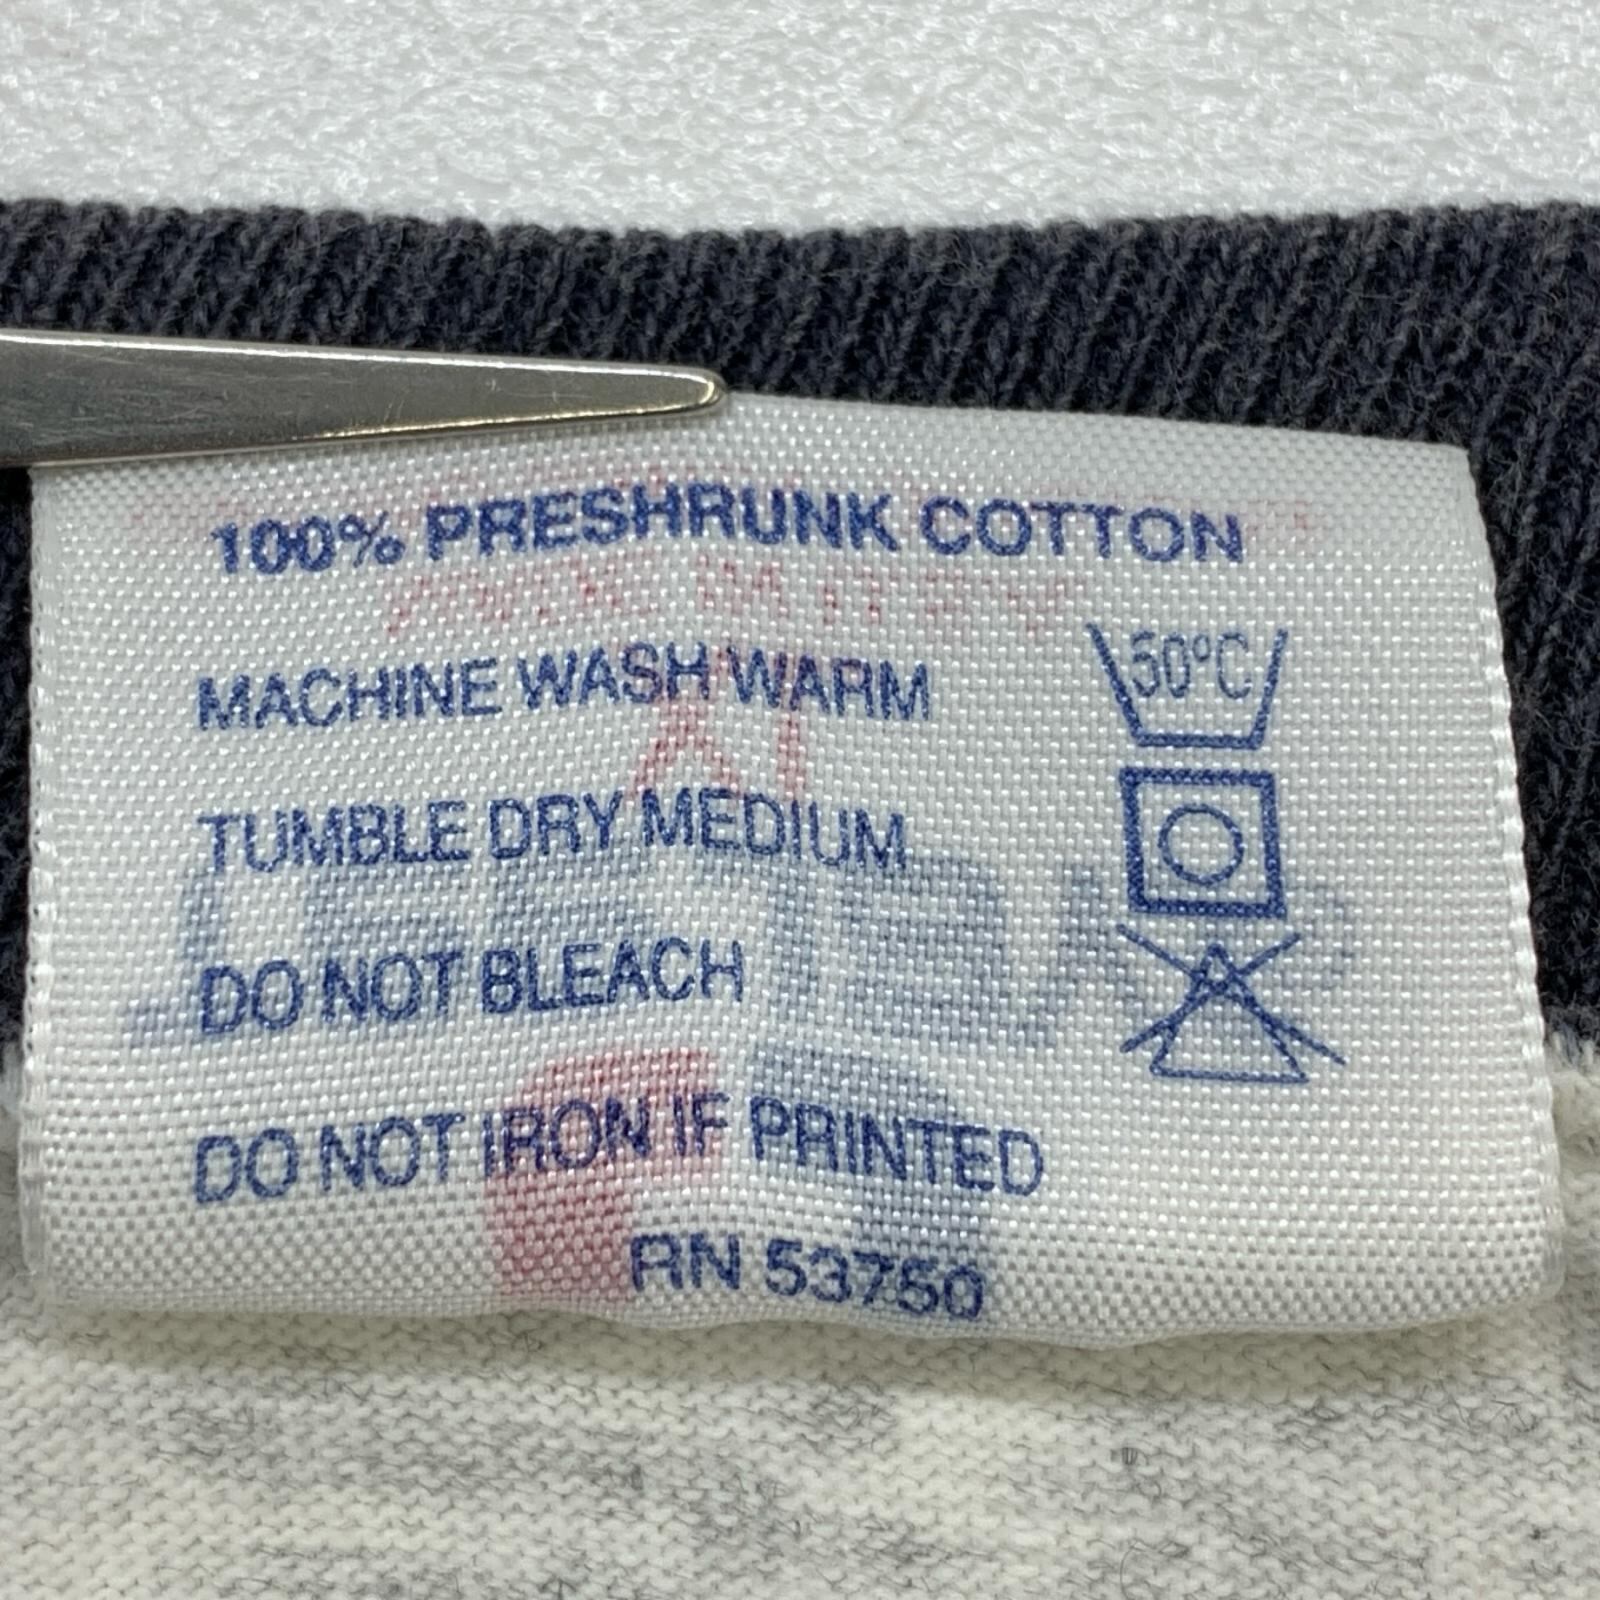 100% PRESHRUNK COTTON
MACHINE WASH WARM
50°C
TUMBLE DRY MEDIUM
DO NOT BLEACH
DO NOT IRON IF PRINTED
RN 53750